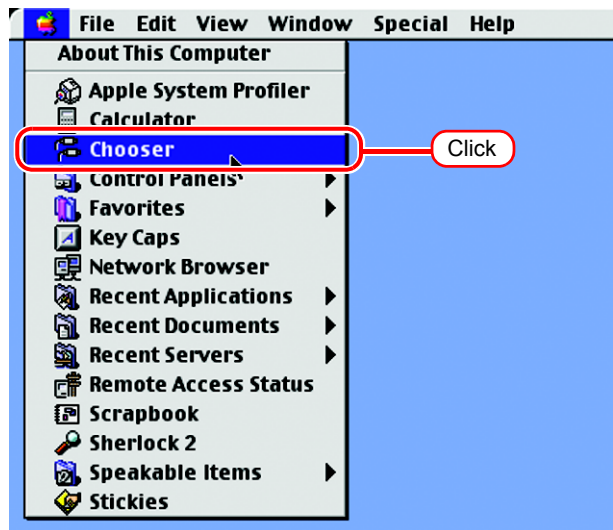 File Edit View Window Special Help
About This Computer
Apple System Profiler
Calculator
Chooser
Click
Control Panels
Favorites
Key Caps
Network Browser
Recent Applications
Recent Documents
Recent Servers
Remote Access Status
Scrapbook
Sherlock 2
Speakable Items
Stickies